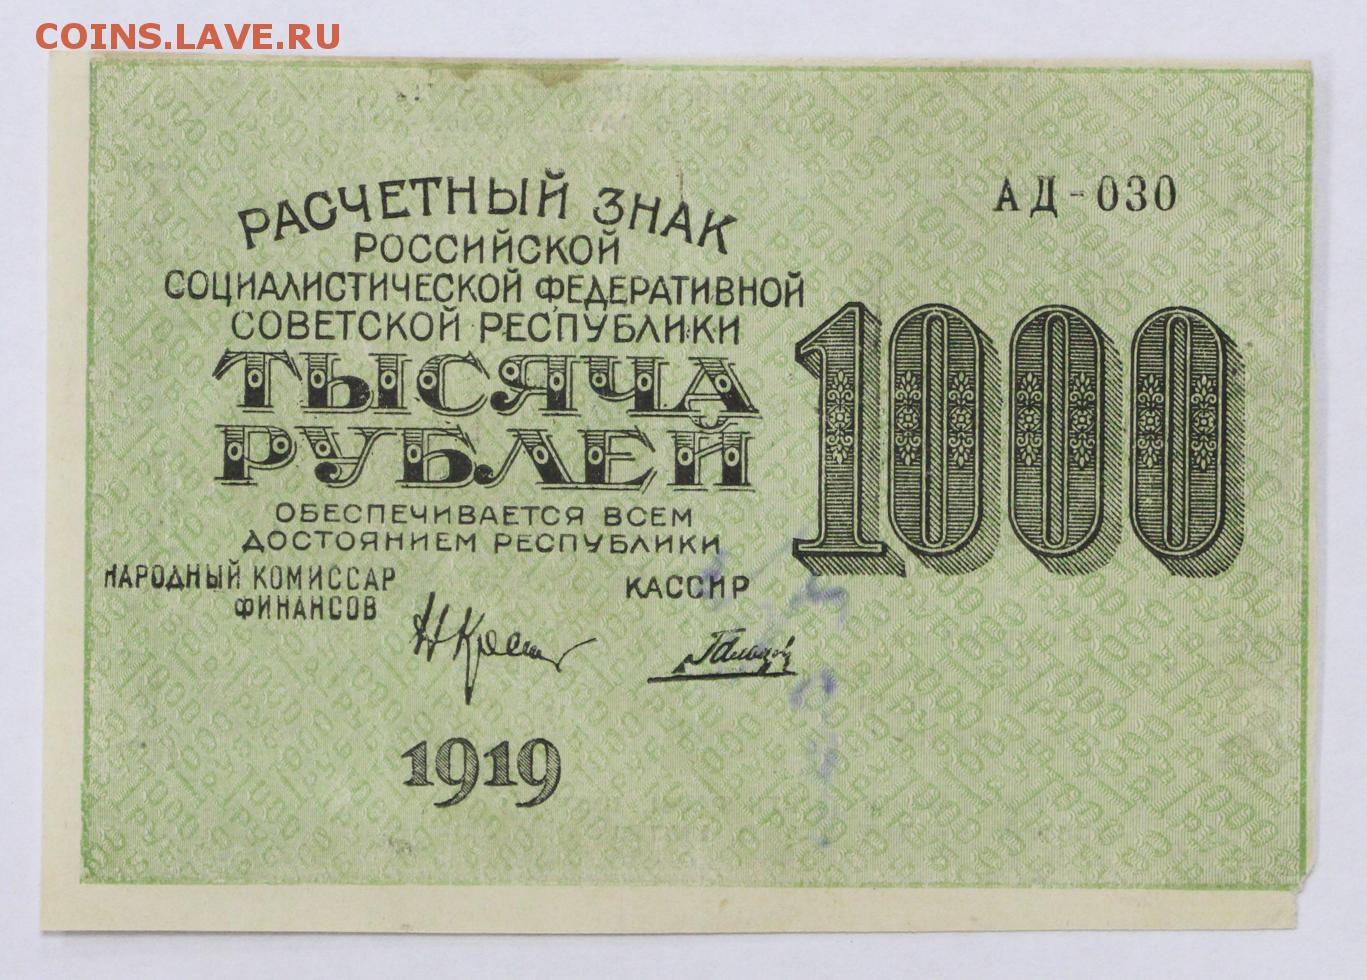 COINS.LAVE.RU
РАСЧЕТНЫЙ ЗНАК
АД-030
РОССИЙСКОЙ
СОЦИАЛИСТИЧЕСКОЙ ФЕДЕРАТИВНОЙ
СОВЕТСКОЙ РЕСПУБЛИКИ
ТЫСЯЧА
РУБЛЕЙ
1000
ОБЕСПЕЧИВАЕТСЯ ВСЕМ
ДОСТОЯНИЕМ РЕСПУБЛИКИ
НАРОДНЫЙ КОМИССАР
ФИНАНСОВ
КАССИР
1919